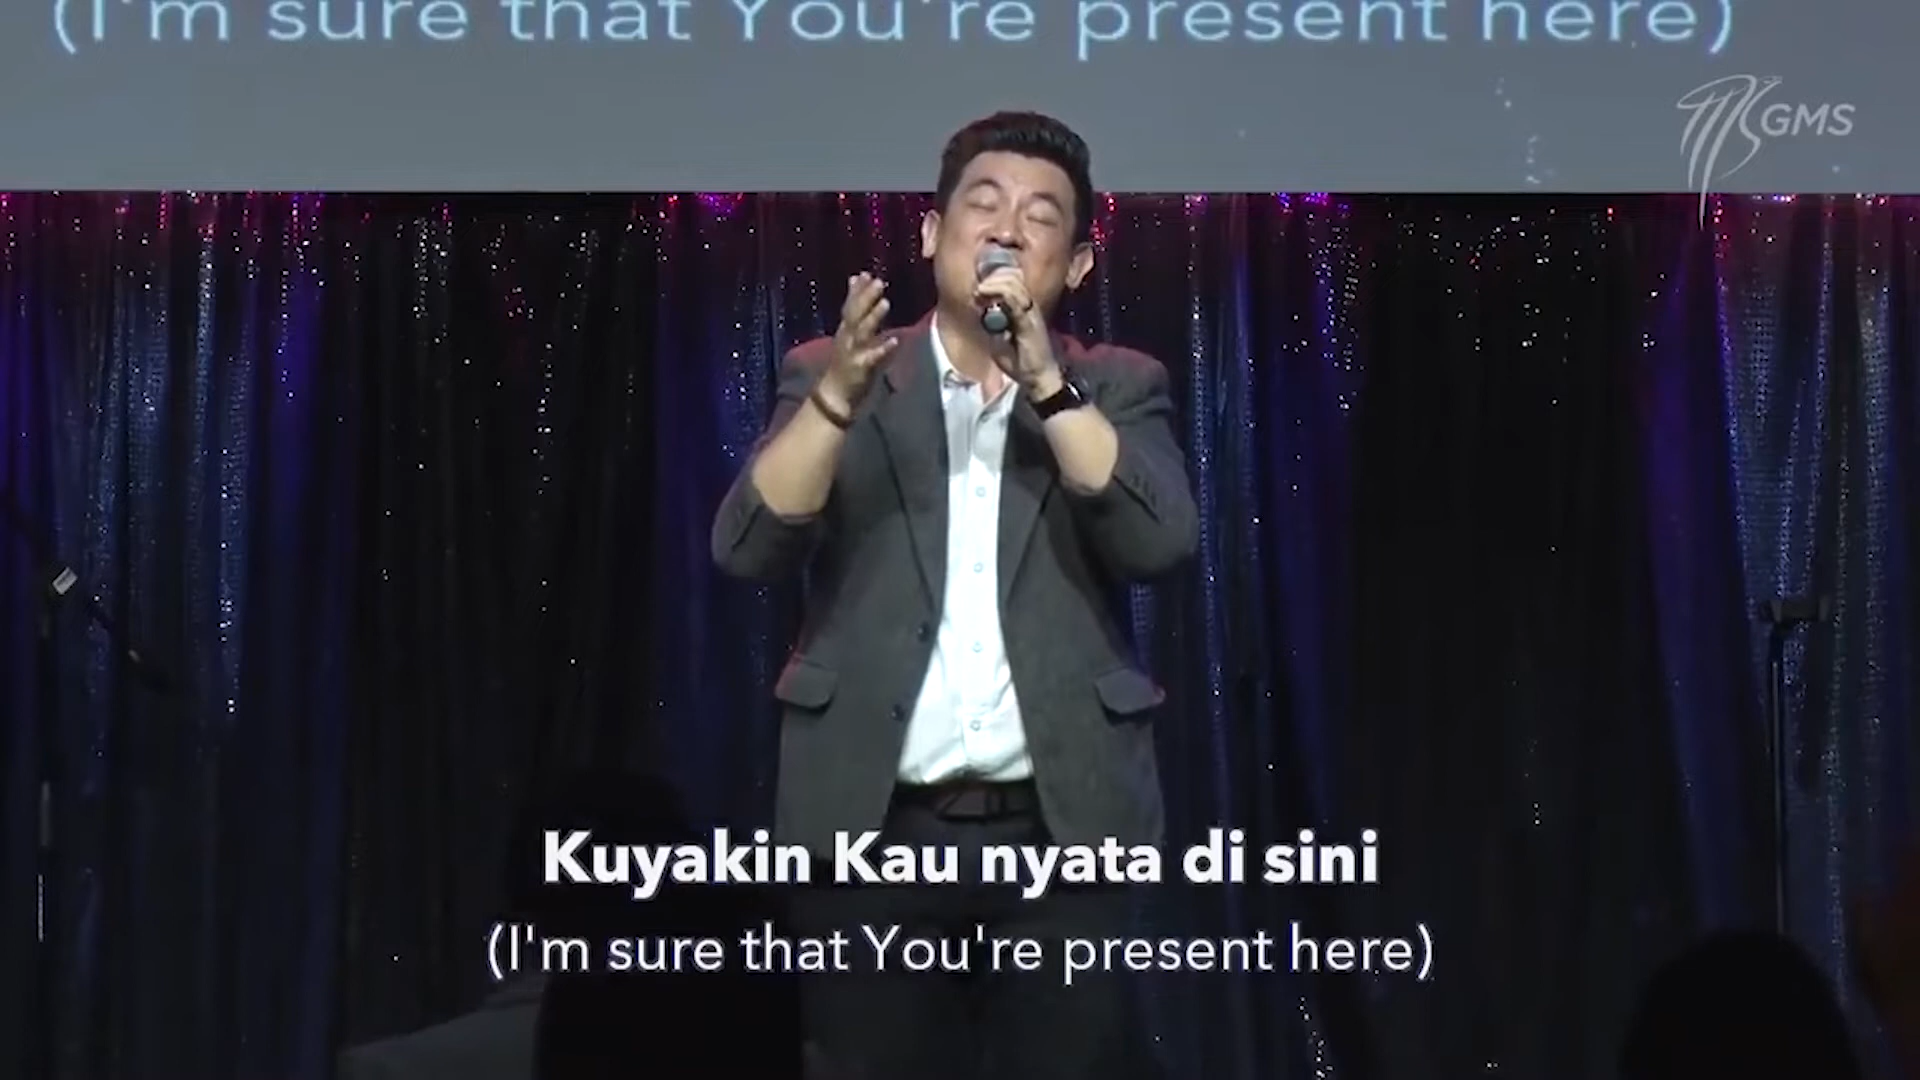 (I'm sure that You're present here)
GMS
Kuyakin Kau nyata di sini
(I'm sure that You're present here)